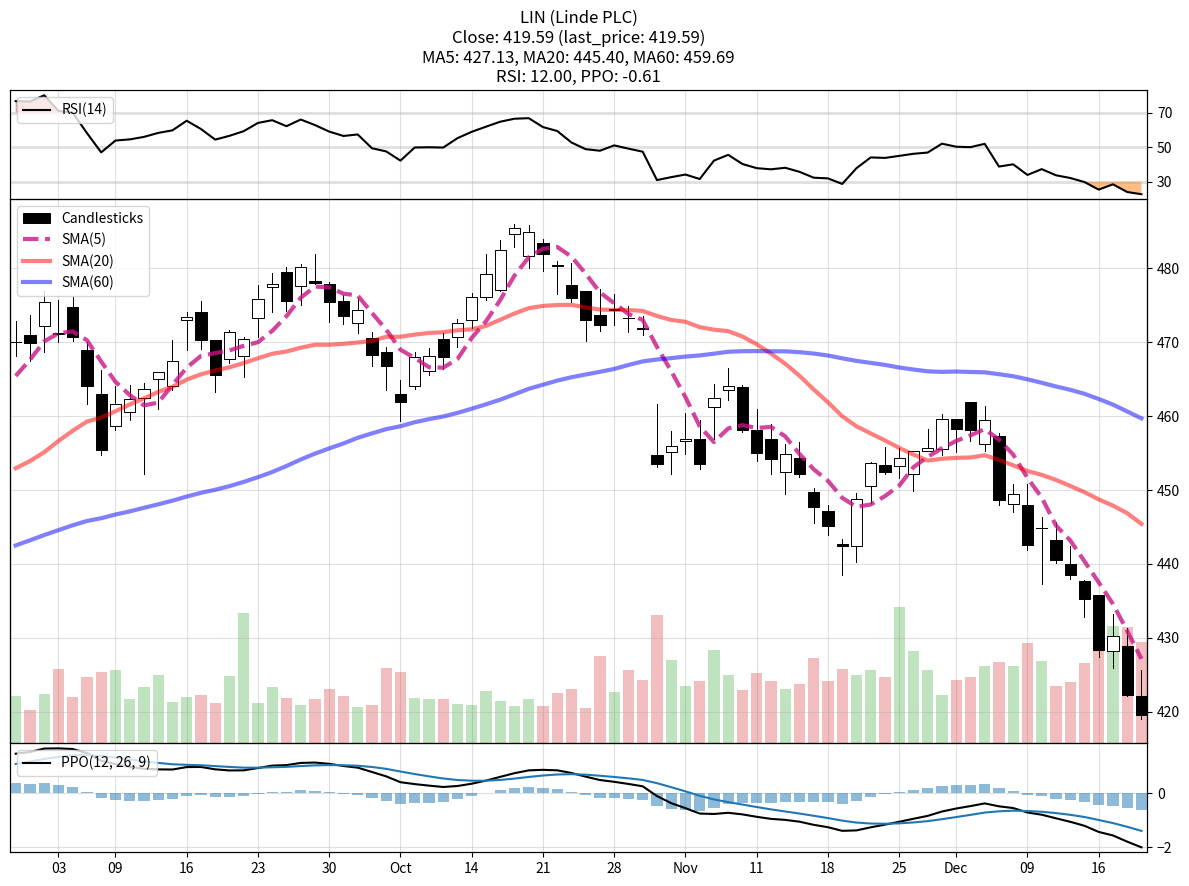 LIN (Linde PLC)
Close: 419.59 (last_price: 419.59)
MA5: 427.13, MA20: 445.40, MA60: 459.69
RSI: 12.00, PPO: -0.61
RSI(14)
70
50
30
Candlesticks
SMA(5)
SMA(20)
SMA(60)
480
470
460
450
440
430
420
PPO(12,26,9)
0
−2
03 09 16 23 30 Oct 14 21 28 Nov 11 18 25 Dec 09 16